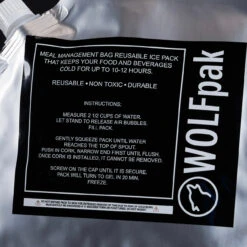 MEAL MANAGEMENT BAG REUSABLE ICE PACK
THAT KEEPS YOUR FOOD AND BEVERAGES
COLD FOR UP TO 10-12 HOURS.
REUSABLE • NON TOXIC • DURABLE
INSTRUCTIONS:
MEASURE 2 1/2 CUPS OF WATER.
LET STAND TO RELEASE AIR BUBBLES.
FILL PACK.
GENTLY SQUEEZE PACK UNTIL WATER
REACHES THE TOP OF SPOUT.
PUSH IN CORK, NARROW END FIRST UNTIL FLUSH.
ONCE CORK IS INSTALLED, IT CANNOT BE REMOVED.
SCREW ON THE CAP UNTIL IT IS SECURE.
PACK WILL TURN TO GEL IN 20 MIN.
FREEZE.
WOLFpak